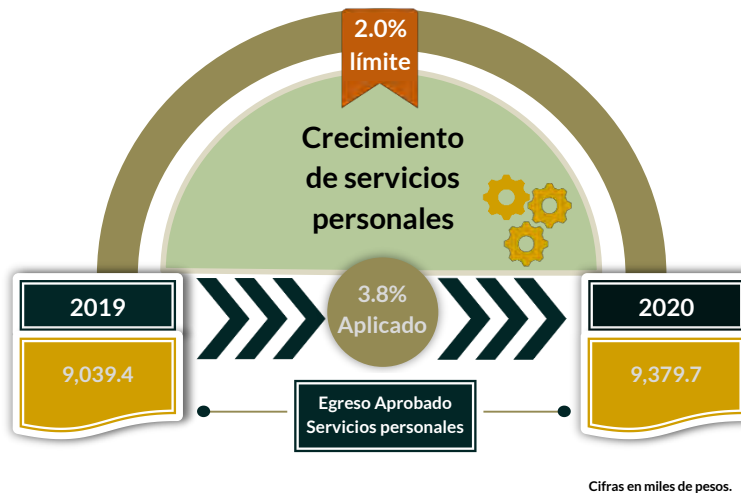 2.0%
límite
Crecimiento
de servicios
personales
2019
3.8%
Aplicado
2020
9,039.4
9,379.7
Egreso Aprobado
Servicios personales
Cifras en miles de pesos.